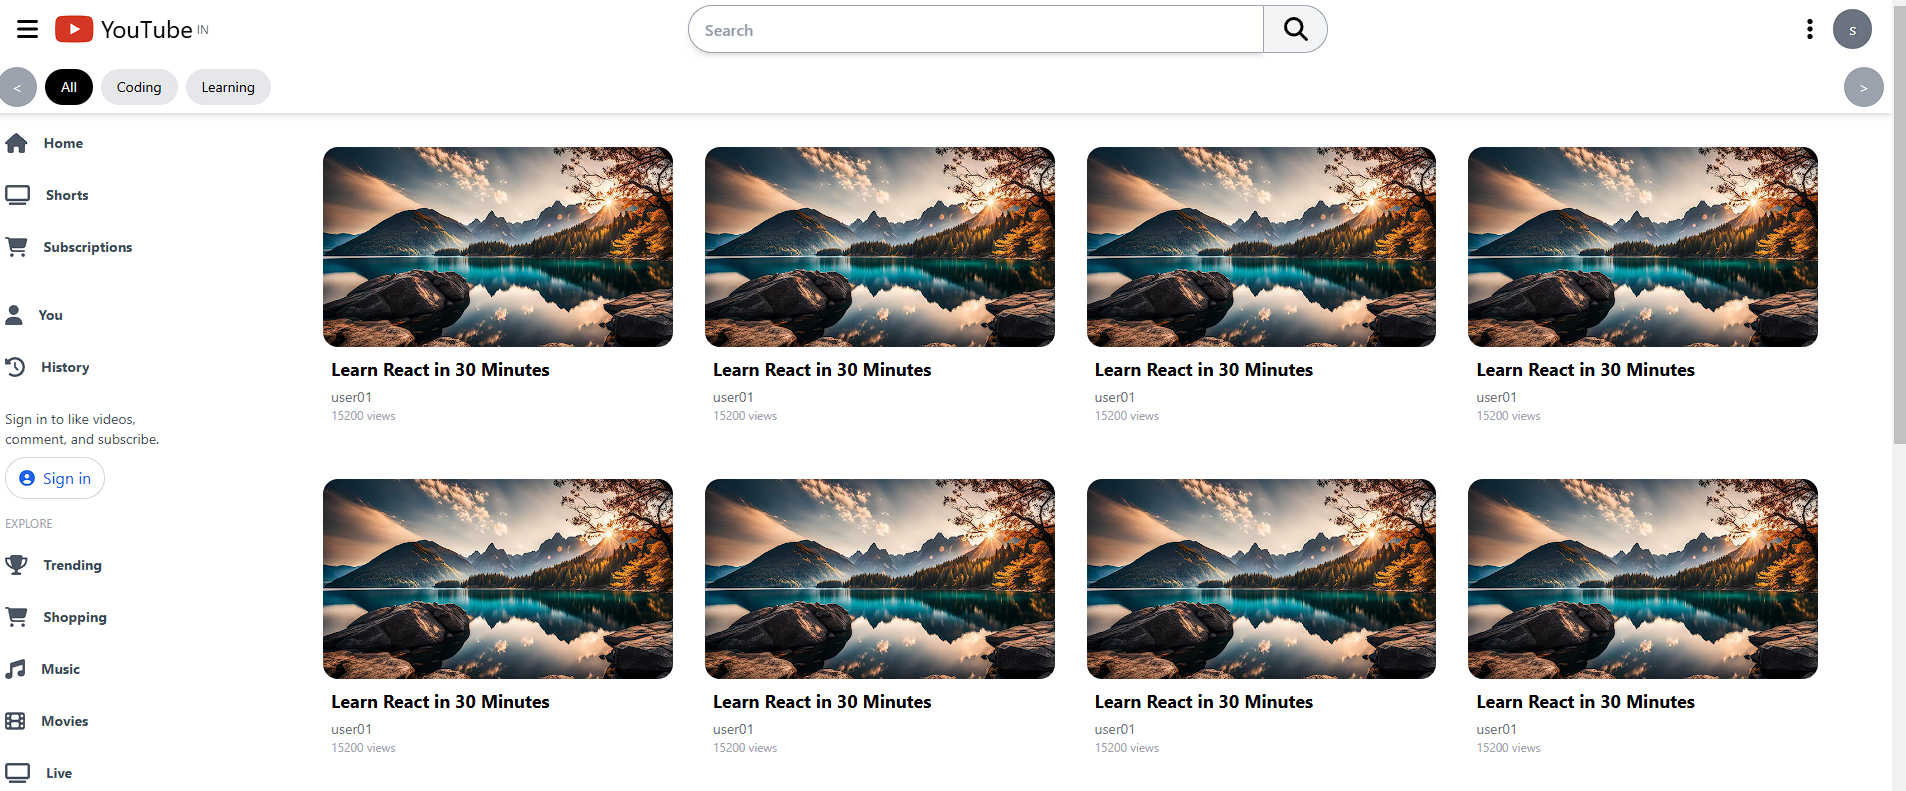 YouTube IN
Search
s
<
All
Coding
Learning
>
Home
Shorts
Subscriptions
You
History
Sign in to like videos,
comment, and subscribe.
Sign in
EXPLORE
Trending
Shopping
Music
Movies
Live
Learn React in 30 Minutes
user01
15200 views
Learn React in 30 Minutes
user01
15200 views
Learn React in 30 Minutes
user01
15200 views
Learn React in 30 Minutes
user01
15200 views
Learn React in 30 Minutes
user01
15200 views
Learn React in 30 Minutes
user01
15200 views
Learn React in 30 Minutes
user01
15200 views
Learn React in 30 Minutes
user01
15200 views